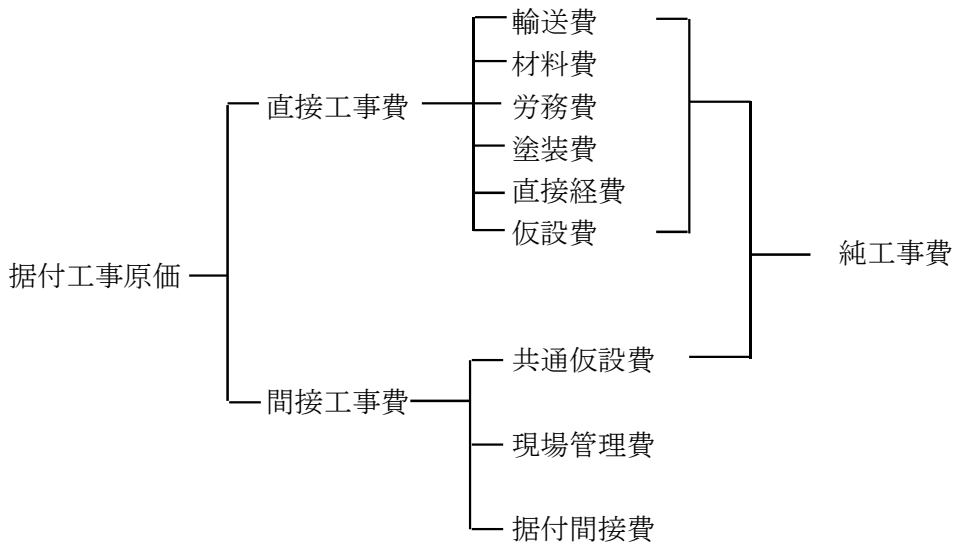 輸送費
材料費
直接工事費
労務費
塗装費
直接経費
仮設費
純工事費
据付工事原価
共通仮設費
間接工事費
現場管理費
据付間接費